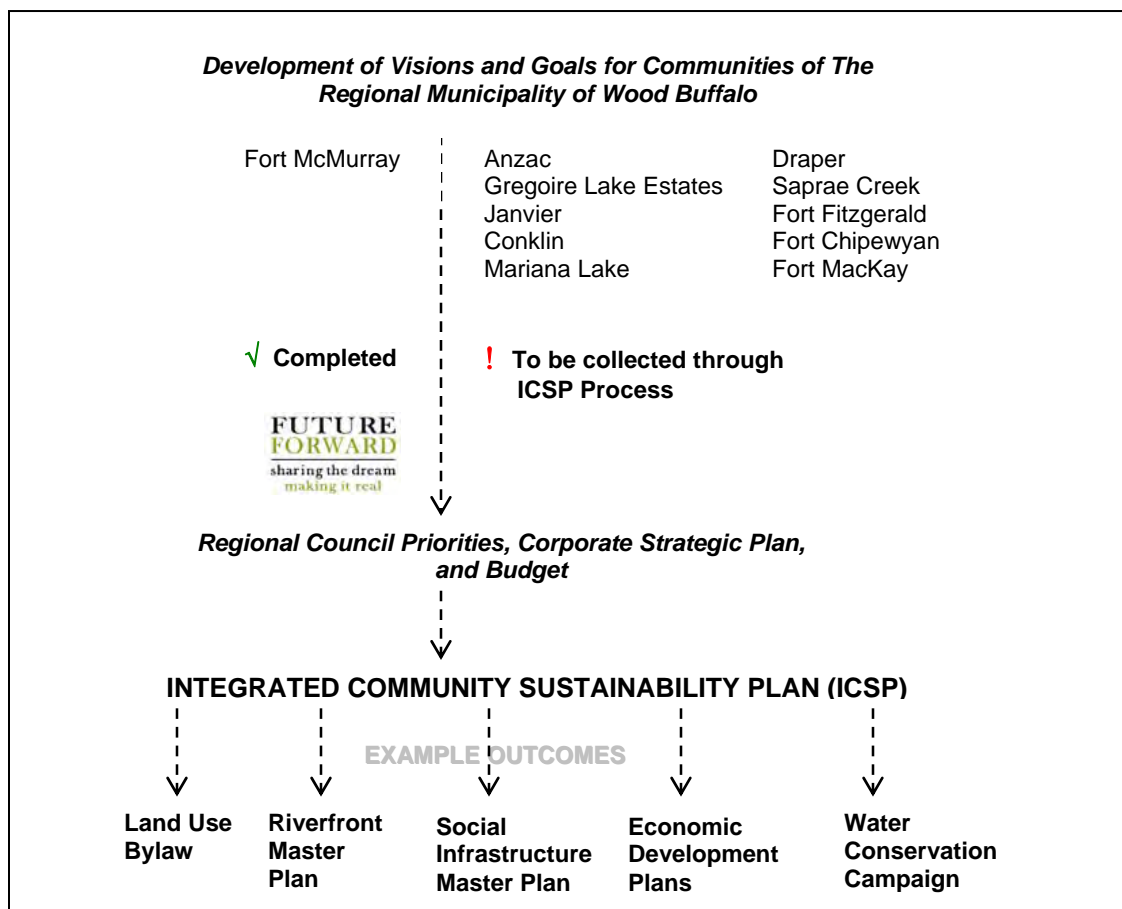 Development of Visions and Goals for Communities of The
Regional Municipality of Wood Buffalo
Fort McMurray
Anzac
Gregoire Lake Estates
Janvier
Conklin
Mariana Lake
Draper
Saprae Creek
Fort Fitzgerald
Fort Chipewyan
Fort MacKay
√ Completed
! To be collected through
ICSP Process
FUTURE
FORWARD
sharing the dream
making it real
Regional Council Priorities, Corporate Strategic Plan,
and Budget
INTEGRATED COMMUNITY SUSTAINABILITY PLAN (ICSP)
EXAMPLE OUTCOMES
Land Use
Bylaw
Riverfront
Master
Plan
Social
Infrastructure
Master Plan
Economic
Development
Plans
Water
Conservation
Campaign